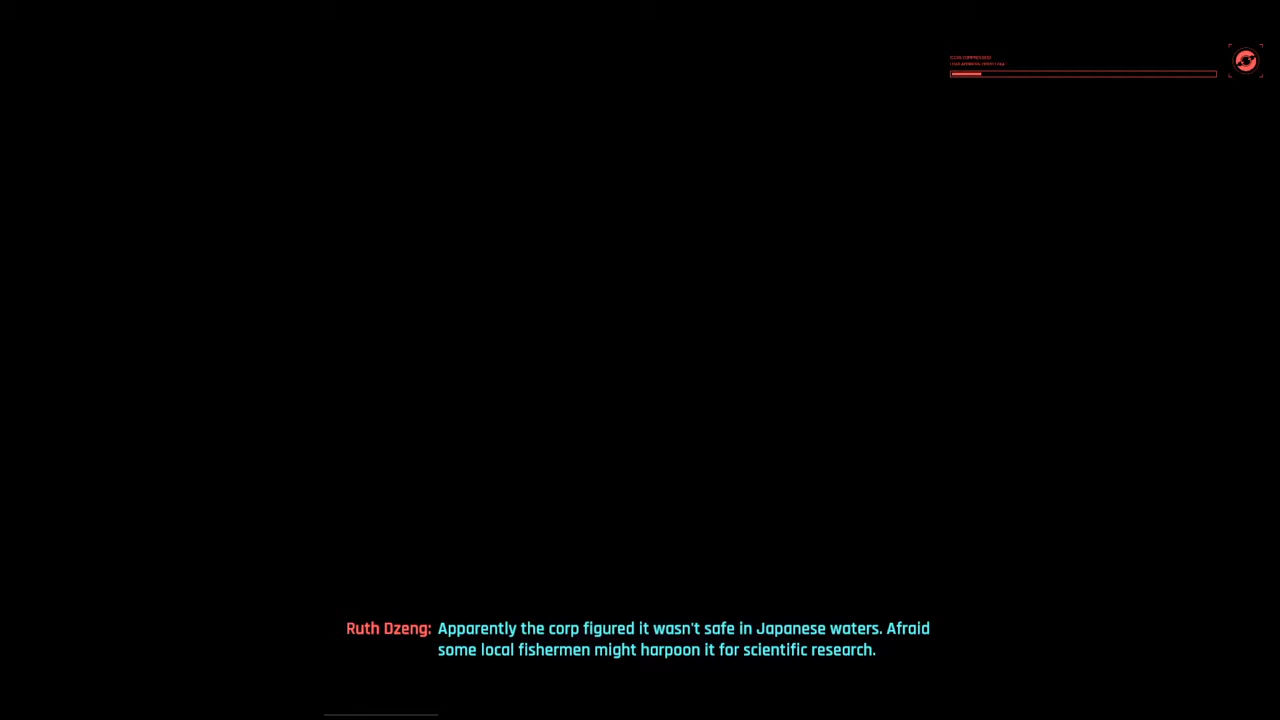 Ruth Dzeng: Apparently the corp figured it wasn't safe in Japanese waters. Afraid
some local fishermen might harpoon it for scientific research.